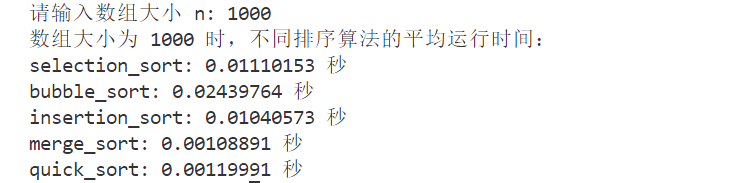 请输入数组大小 n: 1000
数组大小为 1000 时，不同排序算法的平均运行时间：
selection_sort: 0.01110153 秒
bubble_sort: 0.02439764 秒
insertion_sort: 0.01040573 秒
merge_sort: 0.00108891 秒
quick_sort: 0.00119991 秒